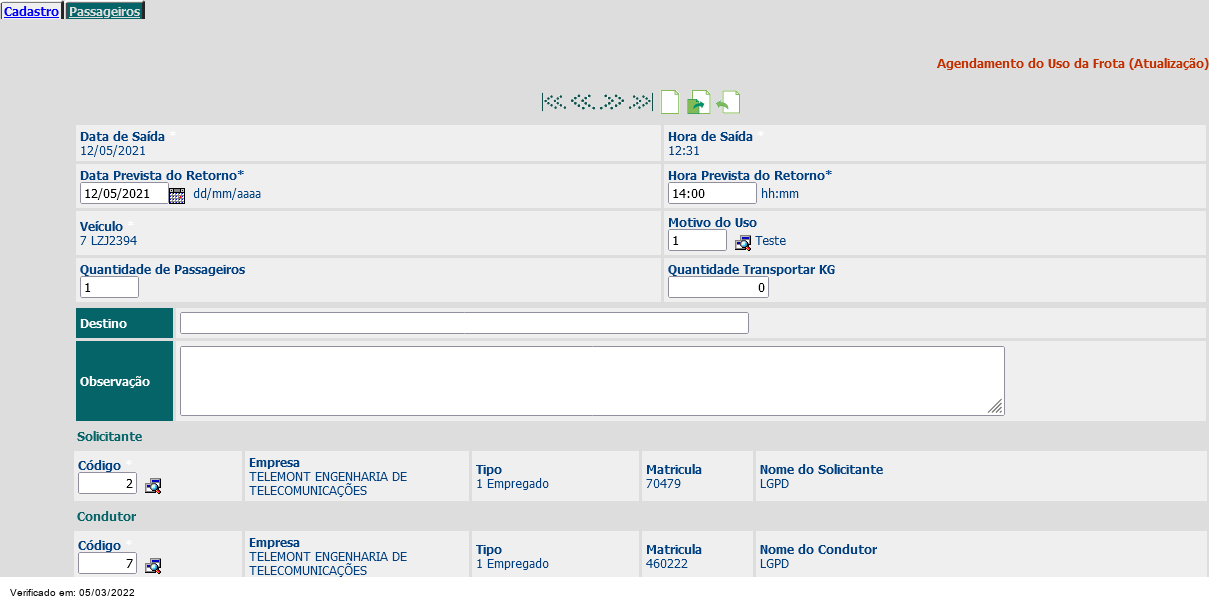 Cadastro Passageiros
Agendamento do Uso da Frota (Atualização)
Data de Saída * Hora de Saída *
12/05/2021 12:31
Data Prevista do Retorno* Hora Prevista do Retorno*
12/05/2021 dd/mm/aaaa 14:00 hh:mm
Veículo * Motivo do Uso
7 LZJ2394 1 Teste
Quantidade de Passageiros Quantidade Transportar KG
1 0
Destino
Observação
Solicitante
Código * Empresa Tipo Matricula Nome do Solicitante
2 TELEMONT ENGENHARIA DE 1 Empregado 70479 LGPD
TELECOMUNICAÇÕES
Condutor
Código * Empresa Tipo Matricula Nome do Condutor
7 TELEMONT ENGENHARIA DE 1 Empregado 460222 LGPD
TELECOMUNICAÇÕES
Verificado em: 05/03/2022